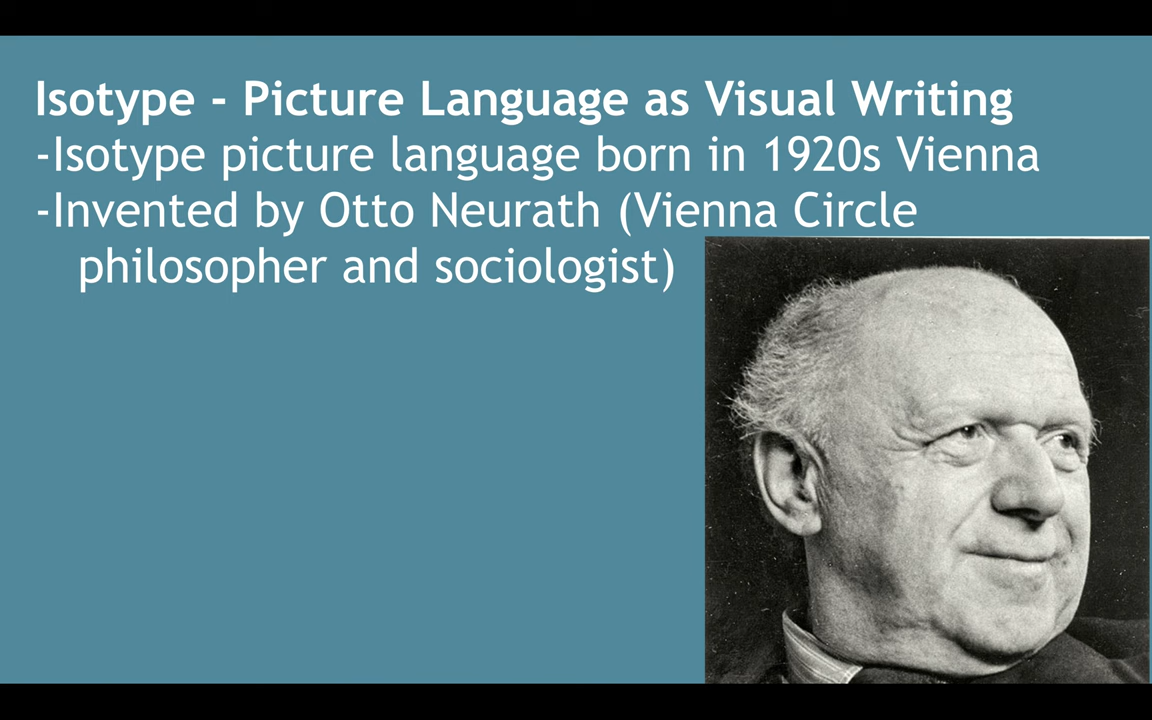 Isotype - Picture Language as Visual Writing
-Isotype picture language born in 1920s Vienna
-Invented by Otto Neurath (Vienna Circle
philosopher and sociologist)